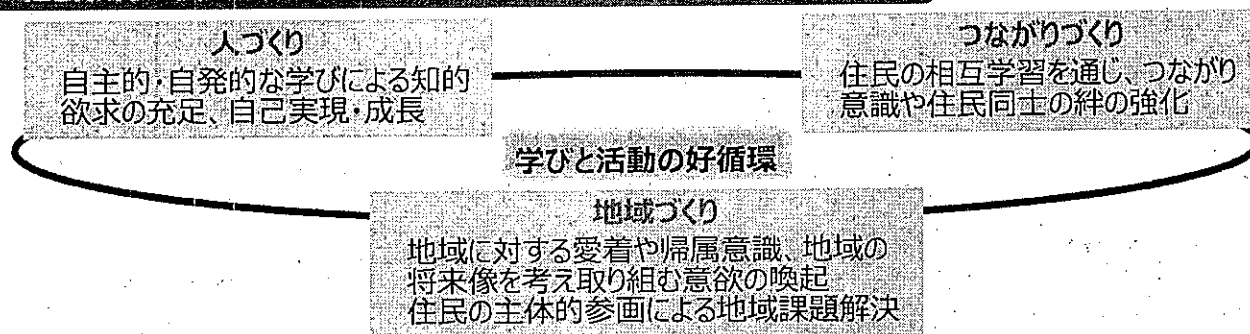 人づくり
自主的・自発的な学びによる知的
欲求の充足、自己実現・成長
つながりづくり
住民の相互学習を通じ、つながり
意識や住民同士の絆の強化
学びと活動の好循環
地域づくり
地域に対する愛着や帰属意識、地域の
将来像を考え取り組む意欲の喚起
住民の主体的参画による地域課題解決